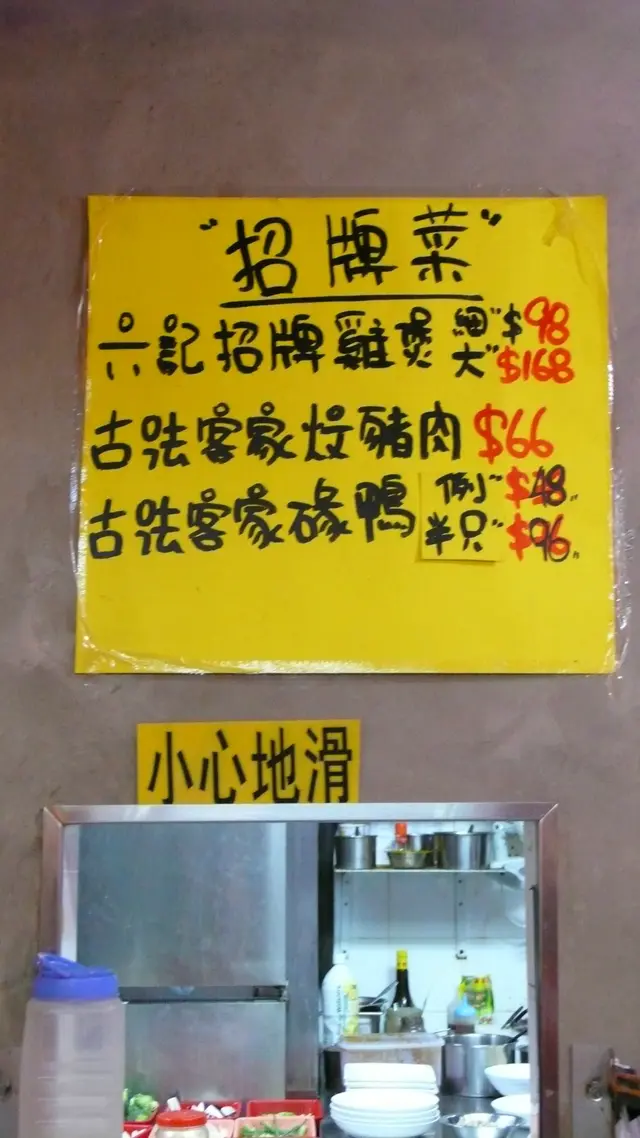 "招牌菜"
六記招牌雞煲 細" $98
大" $168
古法客家炆豬肉 $66
古法客家碌鴨 例" $48"
半只" $96"
小心地滑